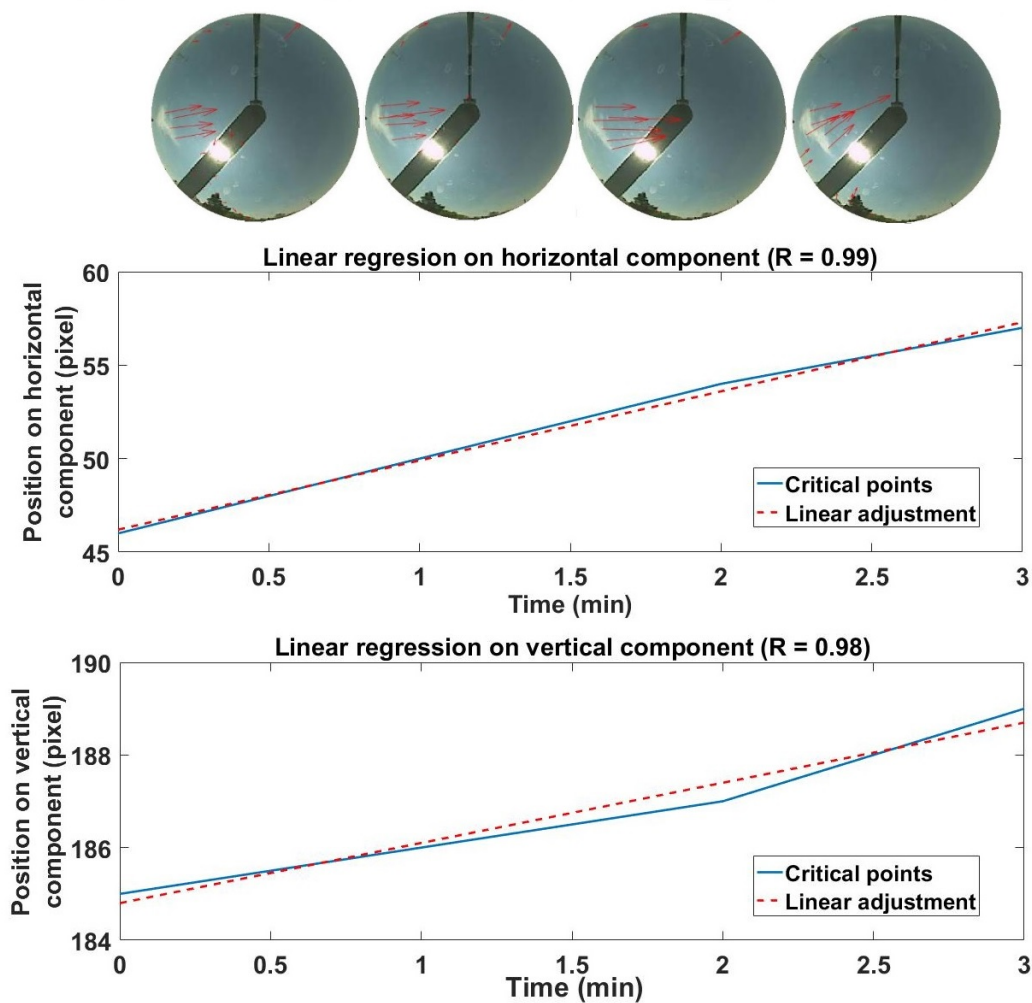 Linear regresion on horizontal component (R = 0.99)
Position on horizontal
component (pixel)
60
55
50
45
0 0.5 1 1.5 2 2.5 3
Critical points
Linear adjustment
Time (min)
Linear regression on vertical component (R = 0.98)
Position on vertical
component (pixel)
190
188
186
184
0 0.5 1 1.5 2 2.5 3
Critical points
Linear adjustment
Time (min)